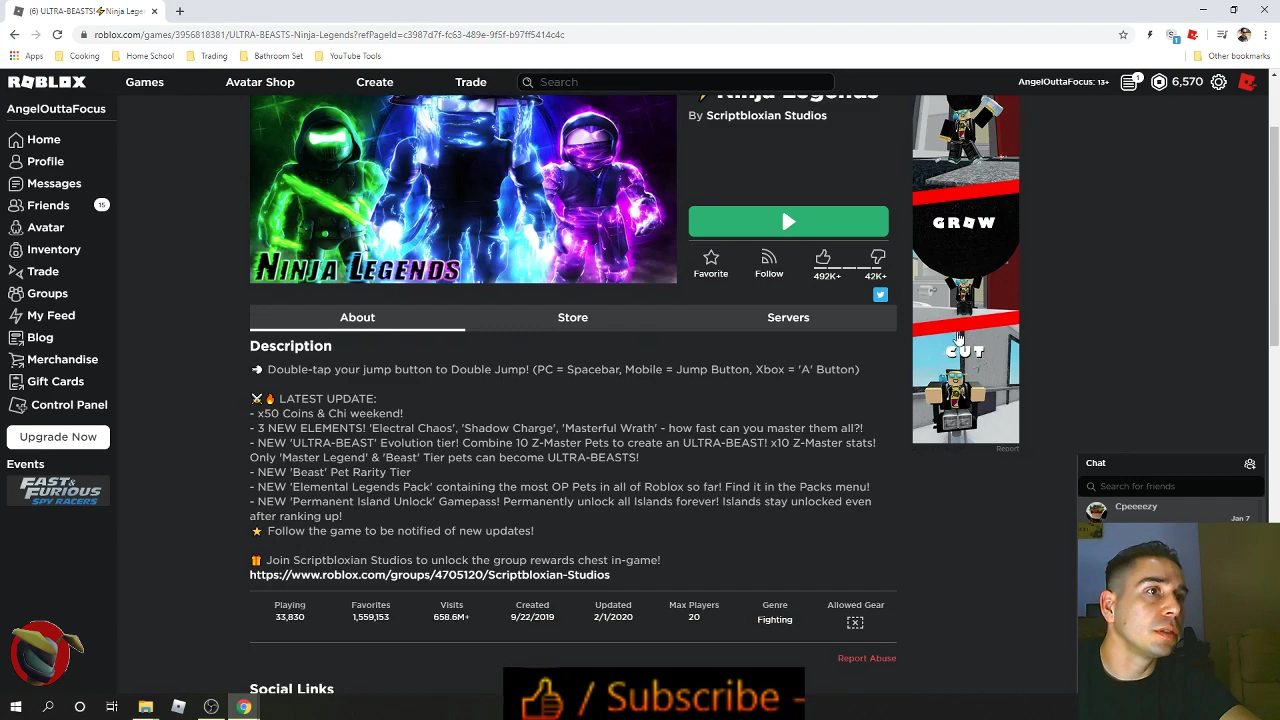 (6) ULTRA-BEASTS!⚡Ninja Lege
roblox.com/games/3956818381/ULTRA-BEASTS-Ninja-Legends?refPageId=c3987d7f-fc63-489e-9f5f-b97ff5414c4c
Apps Cooking Home School Trading Bathroom Set YouTube Tools Other bookmarks
ROBLOX Games Avatar Shop Create Trade Search AngelOuttaFocus: 13+ 1 6,570
AngelOuttaFocus
Home
Profile
Messages
Friends 15
Avatar
Inventory
Trade
Groups
My Feed
Blog
Merchandise
Gift Cards
Control Panel
Upgrade Now
Events
FAST & FURIOUS
SPY RACERS
NINJA LEGENDS
⚡Ninja Legends
By Scriptbloxian Studios
Favorite Follow 492K+ 42K+
About Store Servers
Description
Double-tap your jump button to Double Jump! (PC = Spacebar, Mobile = Jump Button, Xbox = 'A' Button)
⚔️🔥 LATEST UPDATE:
- x50 Coins & Chi weekend!
- 3 NEW ELEMENTS! 'Electral Chaos', 'Shadow Charge', 'Masterful Wrath' - how fast can you master them all?!
- NEW 'ULTRA-BEAST' Evolution tier! Combine 10 Z-Master Pets to create an ULTRA-BEAST! x10 Z-Master stats!
Only 'Master Legend' & 'Beast' Tier pets can become ULTRA-BEASTS!
- NEW 'Beast' Pet Rarity Tier
- NEW 'Elemental Legends Pack' containing the most OP Pets in all of Roblox so far! Find it in the Packs menu!
- NEW 'Permanent Island Unlock' Gamepass! Permanently unlock all Islands forever! Islands stay unlocked even
after ranking up!
⭐ Follow the game to be notified of new updates!
🎁 Join Scriptbloxian Studios to unlock the group rewards chest in-game!
https://www.roblox.com/groups/4705120/Scriptbloxian-Studios
Playing Favorites Visits Created Updated Max Players Genre Allowed Gear
33,830 1,559,153 658.6M+ 9/22/2019 2/1/2020 20 Fighting
Report Abuse
Social Links
GROW
CUT
Report
Chat
Search for friends
Cpeeeezy
Jan 7
/ Subscribe -